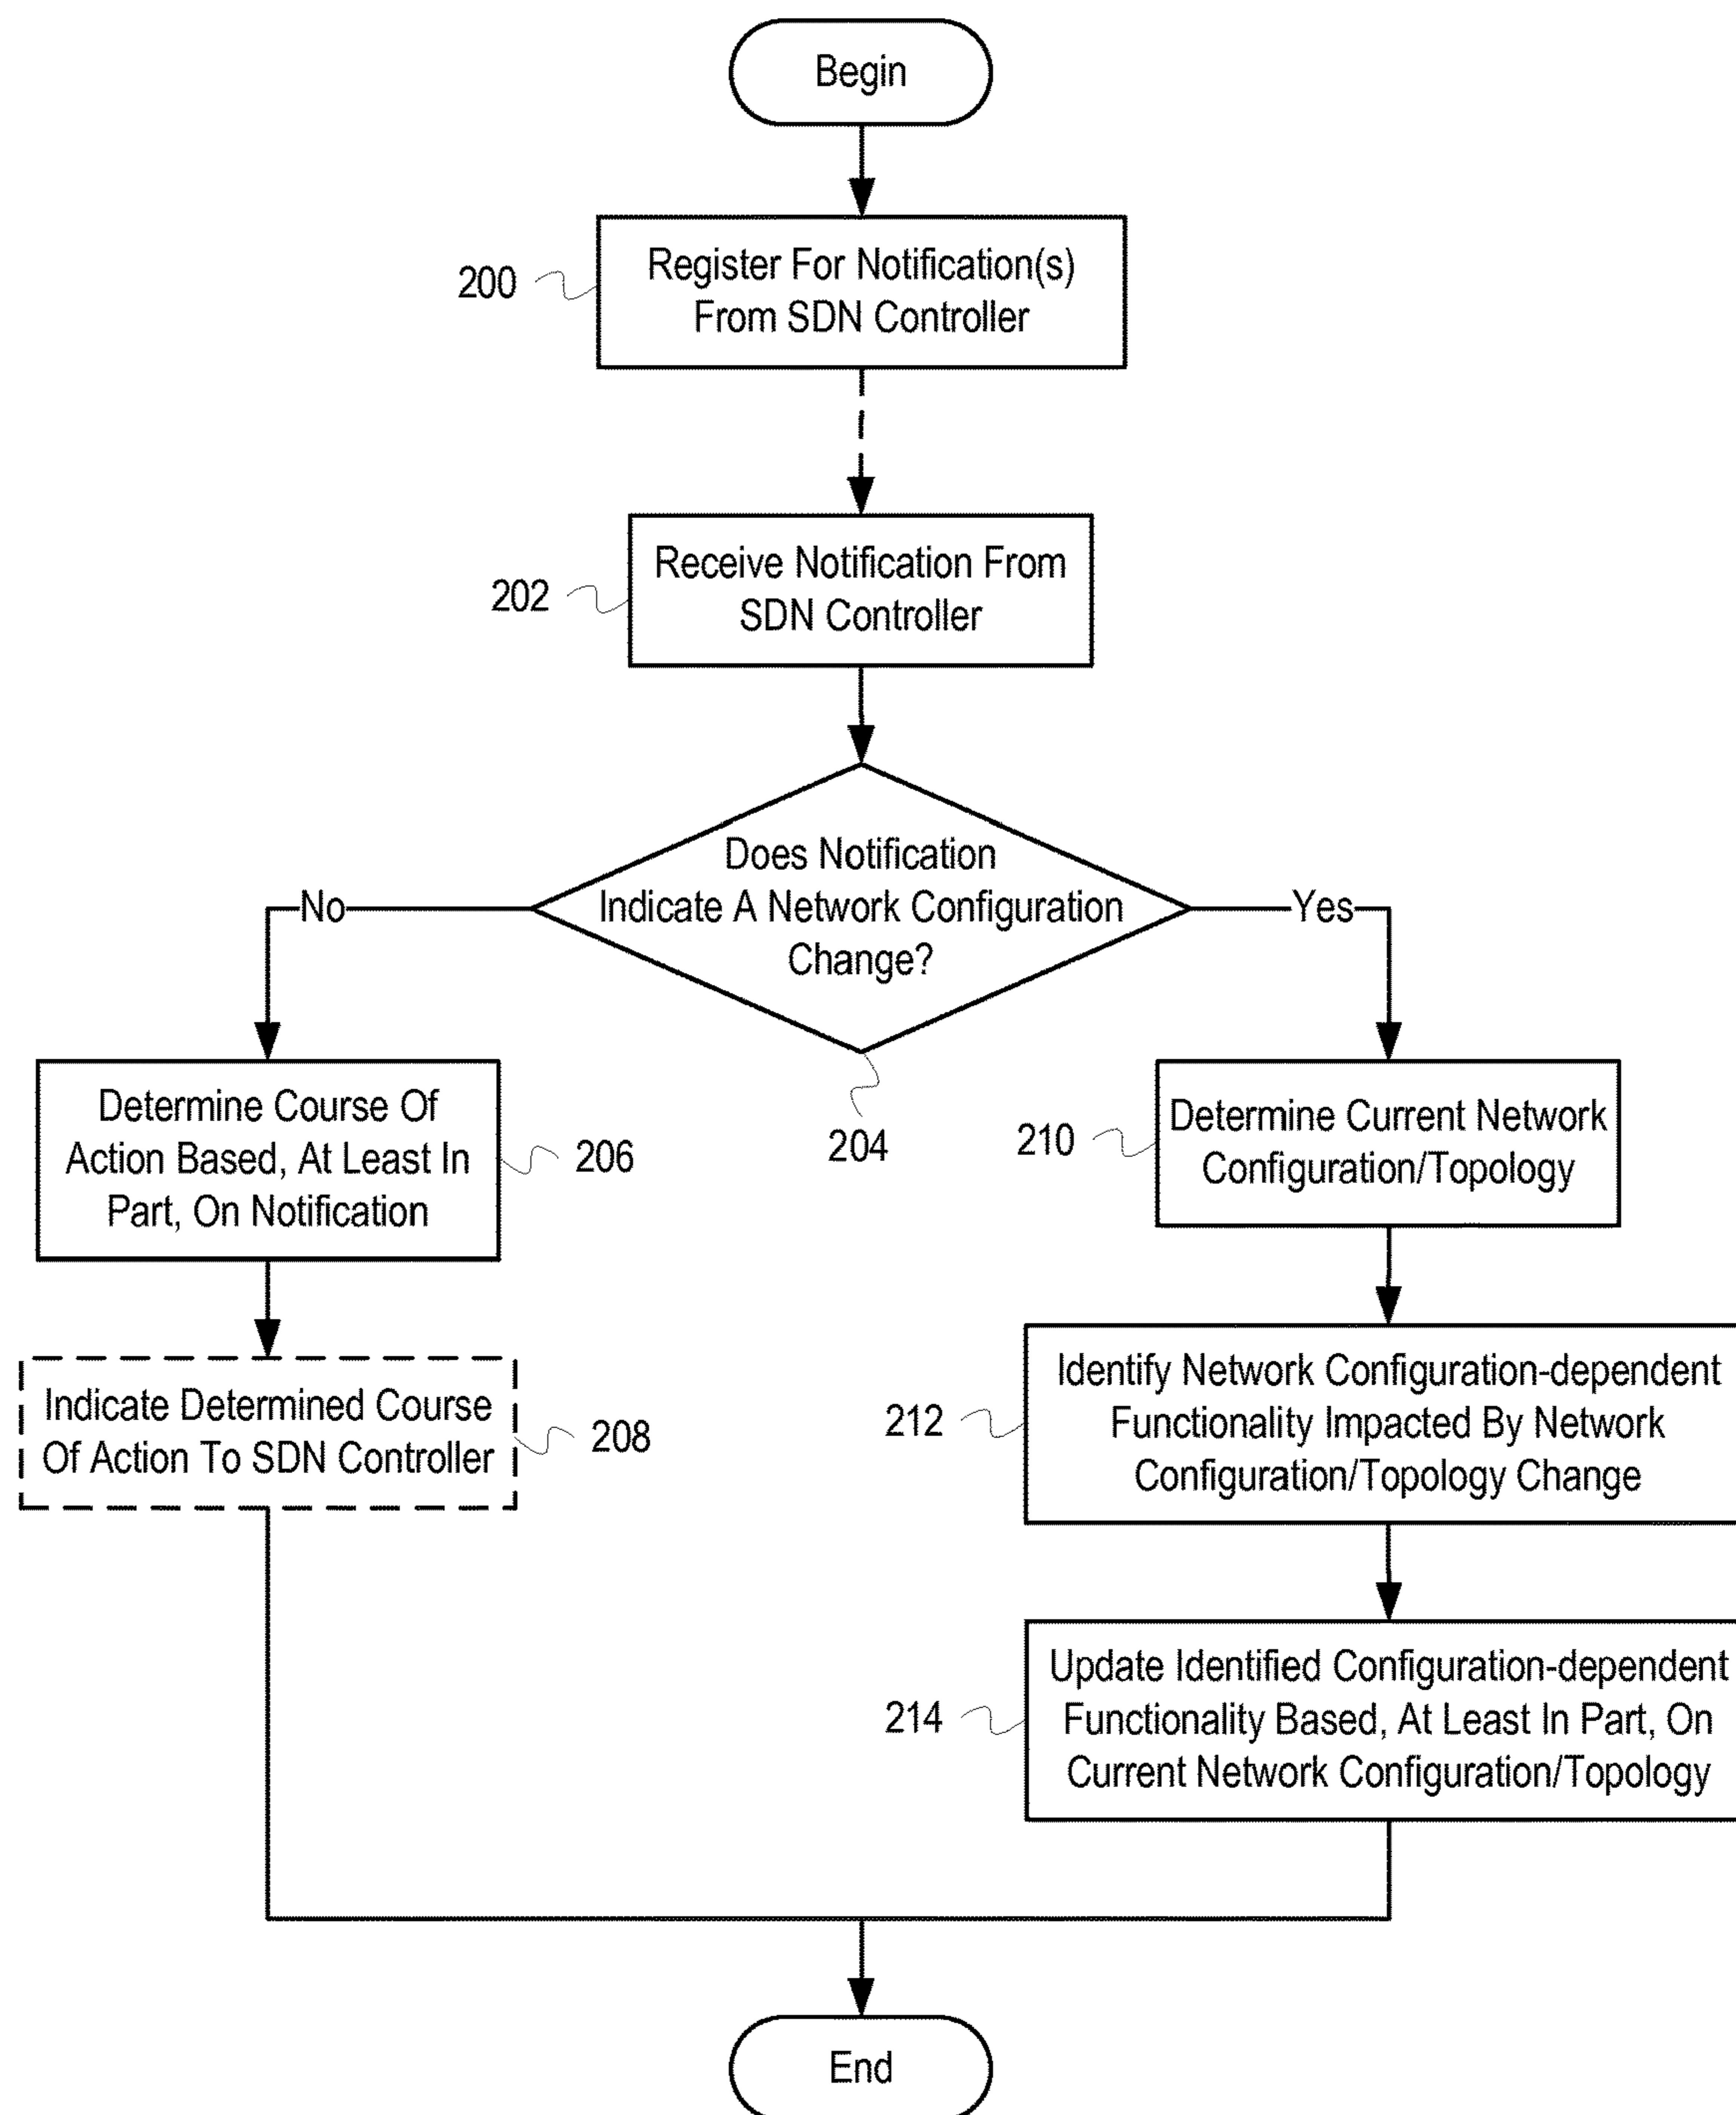 Begin
200
Register For Notification(s)
From SDN Controller
202
Receive Notification From
SDN Controller
Does Notification
Indicate A Network Configuration
Change?
No
Yes
204
Determine Course Of
Action Based, At Least In
Part, On Notification
206
Indicate Determined Course
Of Action To SDN Controller
208
210
Determine Current Network
Configuration/Topology
212
Identify Network Configuration-dependent
Functionality Impacted By Network
Configuration/Topology Change
214
Update Identified Configuration-dependent
Functionality Based, At Least In Part, On
Current Network Configuration/Topology
End